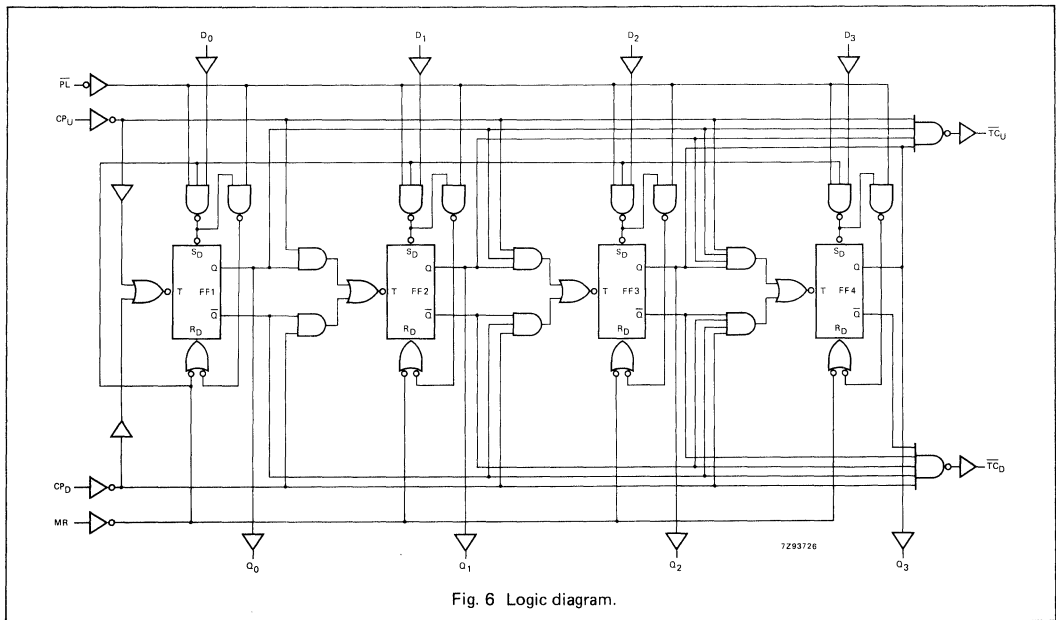 D0 D1 D2 D3
PL
CPU
TCU
SD SD SD SD
Q Q Q Q
T FF1 T FF2 T FF3 T FF4
Q Q Q Q
RD RD RD RD
CPD
TCD
MR
7Z93726
Q0 Q1 Q2 Q3
Fig. 6 Logic diagram.